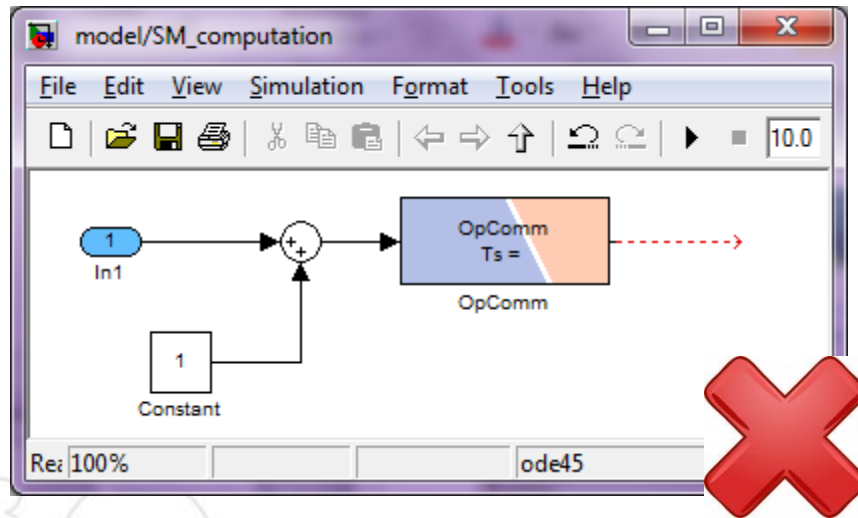 model/SM_computation
File Edit View Simulation Format Tools Help
10.0
1
In1
+
+
OpComm
Ts =
OpComm
1
Constant
100%
ode45